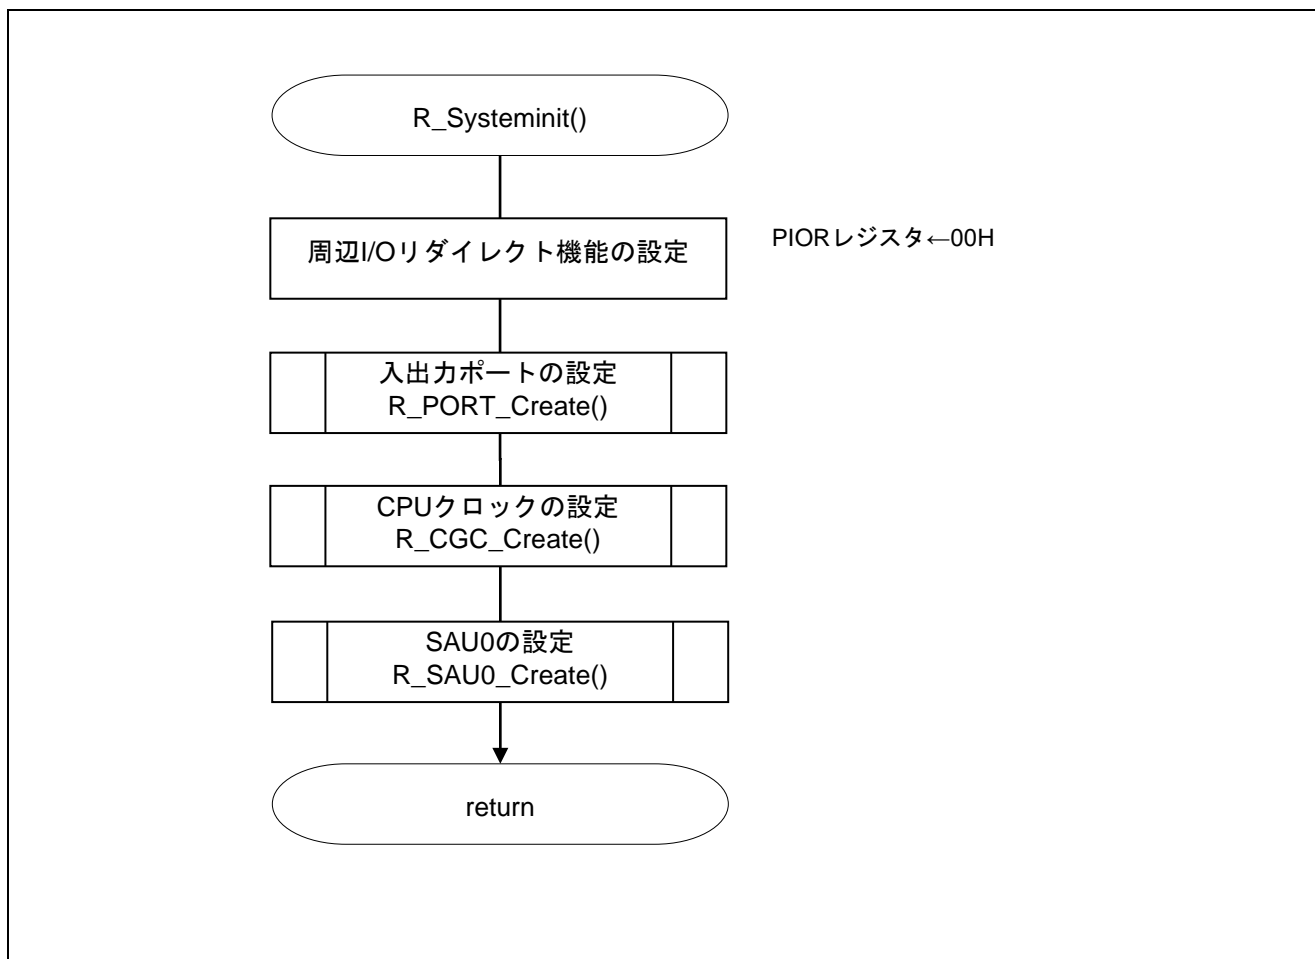 R_Systeminit()
周辺I/Oリダイレクト機能の設定
PIORレジスタ←00H
入出力ポートの設定
R_PORT_Create()
CPUクロックの設定
R_CGC_Create()
SAU0の設定
R_SAU0_Create()
return